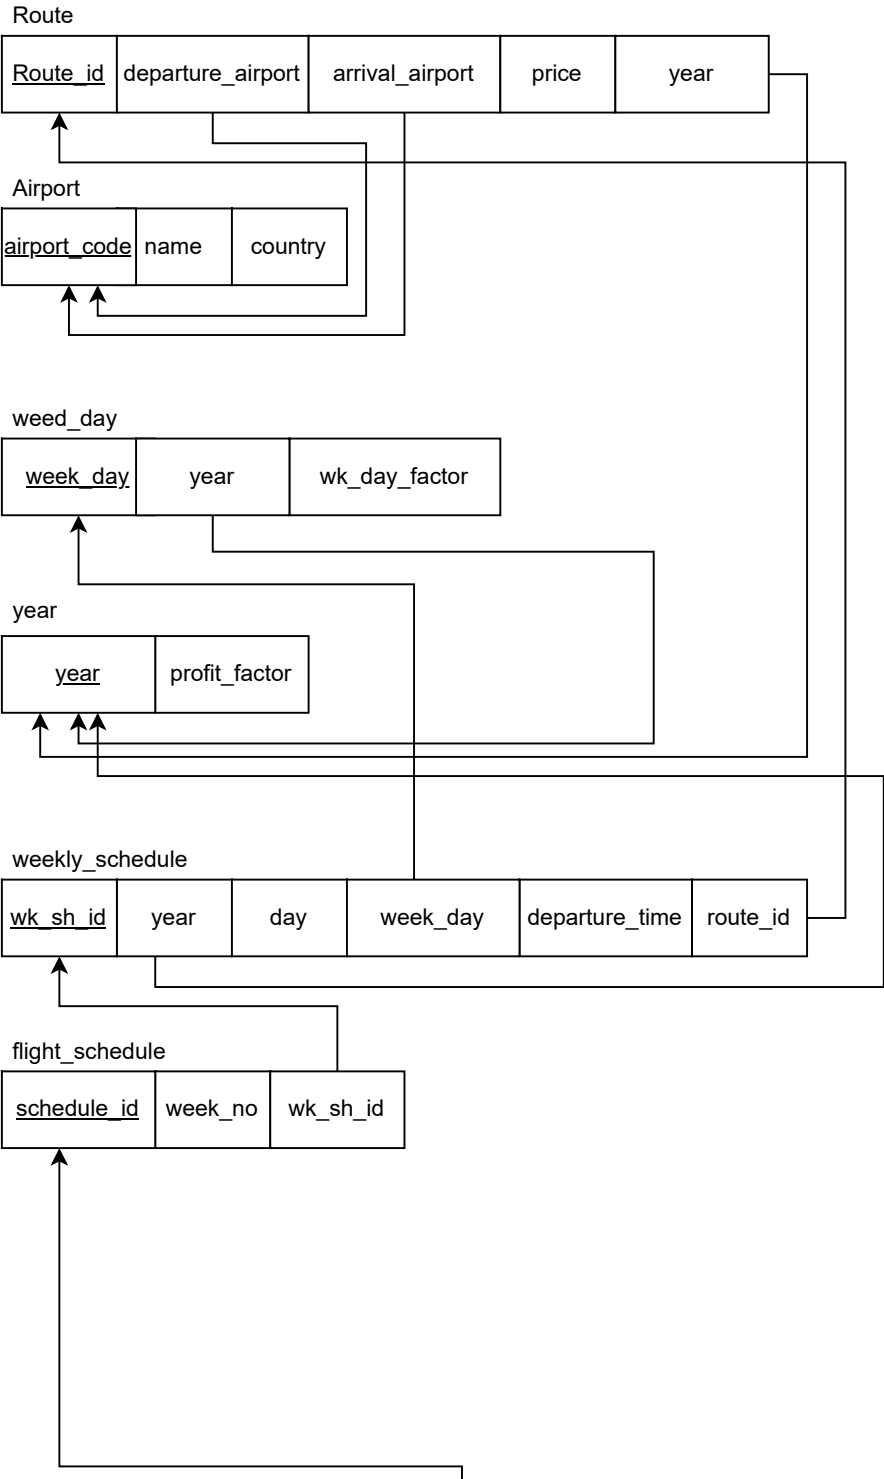 Route
Route_id departure_airport arrival_airport price year
Airport
airport_code name country
weed_day
week_day year wk_day_factor
year
year profit_factor
weekly_schedule
wk_sh_id year day week_day departure_time route_id
flight_schedule
schedule_id week_no wk_sh_id